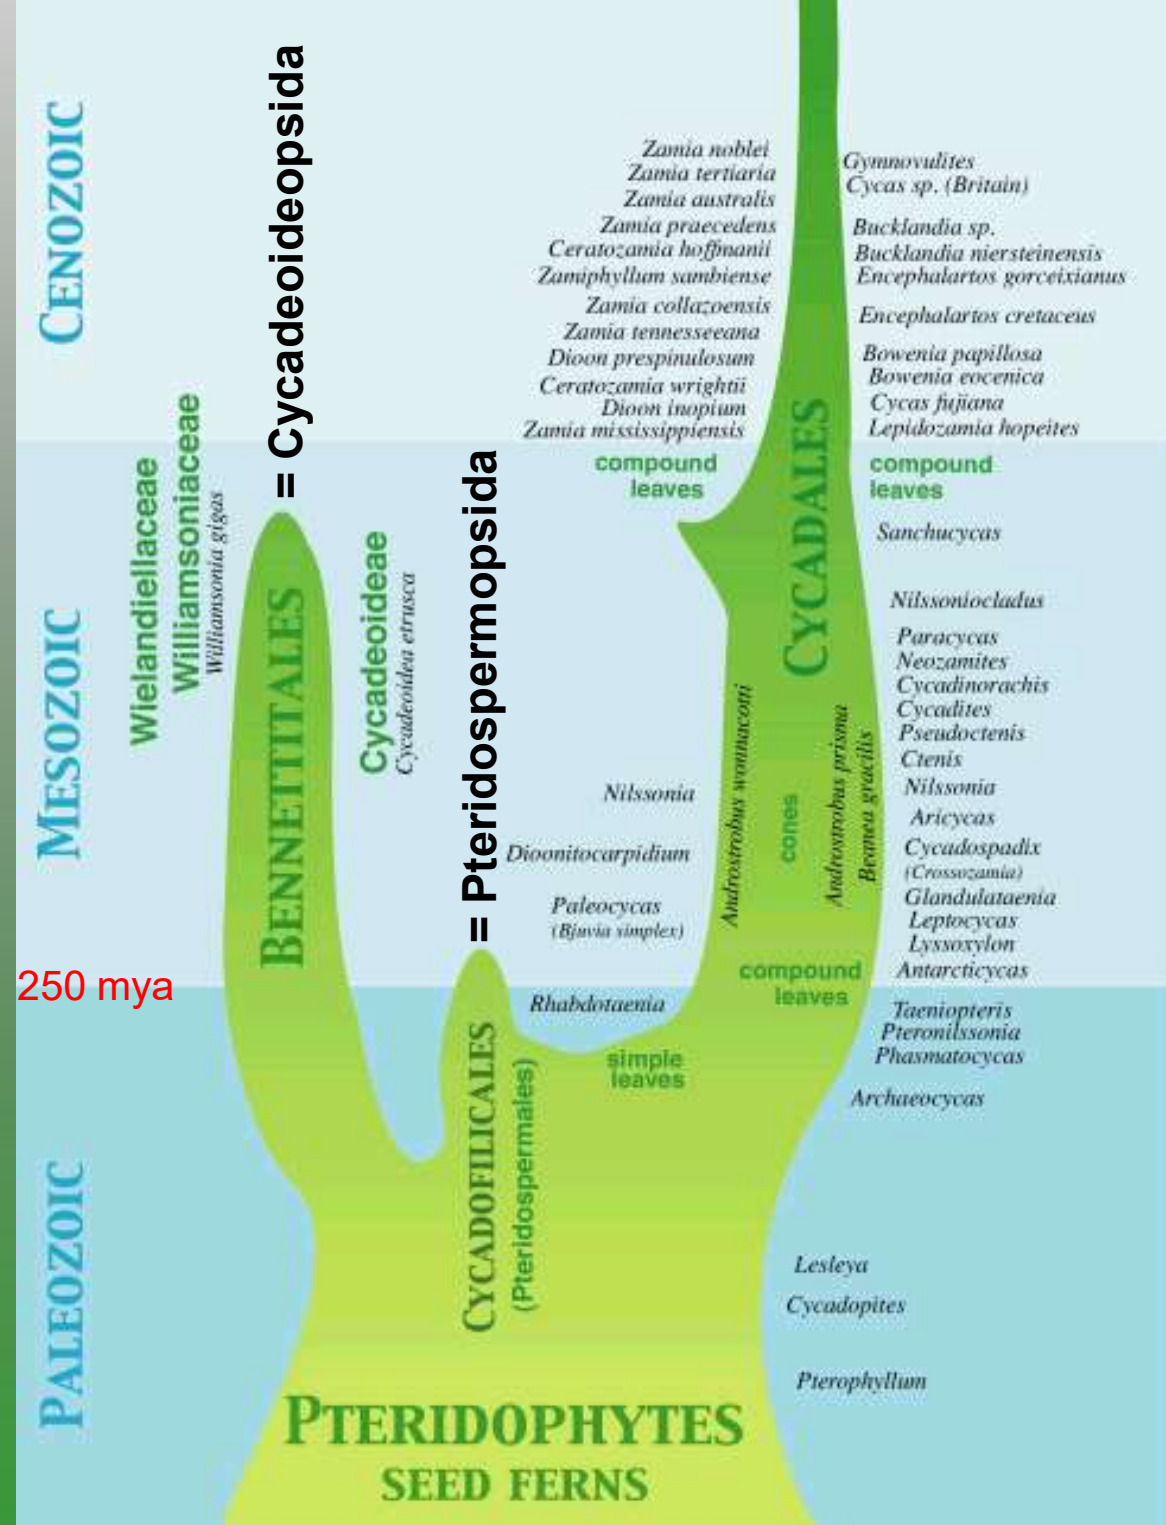 CENOZOIC
= Cycadeoideopsida
Zamia noblei
Zamia tertiaria
Zamia australis
Zamia praecedens
Ceratozamia hoffmanii
Zamiphyllum sambiense
Zamia collazoensis
Zamia tennesseeana
Dioon prespinulosum
Ceratozamia wrightii
Dioon inopium
Zamia mississippiensis
Gymnovulites
Cycas sp. (Britain)
Bucklandia sp.
Bucklandia niersteinensis
Encephalartos gorceixianus
Encephalartos cretaceus
Bowenia papillosa
Bowenia eocenica
Cycas fujiana
Lepidozamia hopeites
MESOZOIC
Wielandiellaceae
Williamsoniaceae
Williamsonia gigas
BENNETITALES
Cycadeoideae
Cycadeoidea etrusca
= Pteridospermopsida
compound
leaves
CYCADALES
compound
leaves
Sanchucycas
Nilssoniocladus
Paracycas
Neozamites
Cycadinorachis
Cycadites
Pseudoctenis
Ctenis
Nilssonia
Aricycas
Cycadospadix
(Crossozamia)
Glandulataenia
Leptocycas
Lyssoxylon
Antarcticycas
Nilssonia
Dioonitocarpidium
Paleocycas
(Bjuvia simplex)
Androstrobus wonnacotti
cones
Androstrobus prisma
Beanea gracilis
compound
leaves
250 mya
PALEOZOIC
Rhabdotaenia
simple
leaves
CYCADOFILICALES
(Pteridospermales)
Taeniopteris
Pteronilssonia
Phasmatocycas
Archaeocycas
Lesleya
Cycadopites
Pterophyllum
PTERIDOPHYTES
SEED FERNS